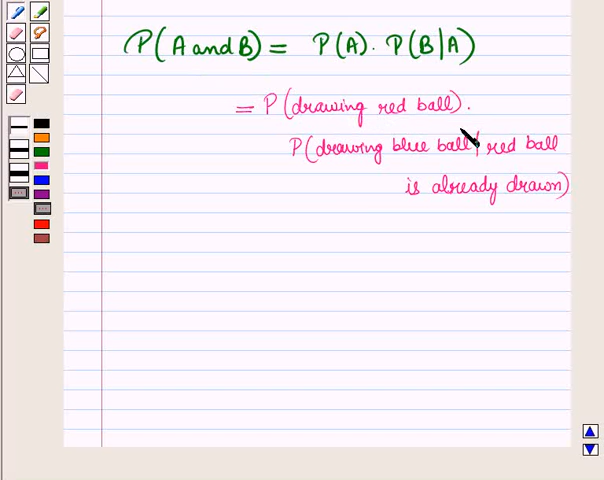 P(A and B) = P(A). P(B|A)
= P(drawing red ball).
P(drawing blue ball| red ball
is already drawn)